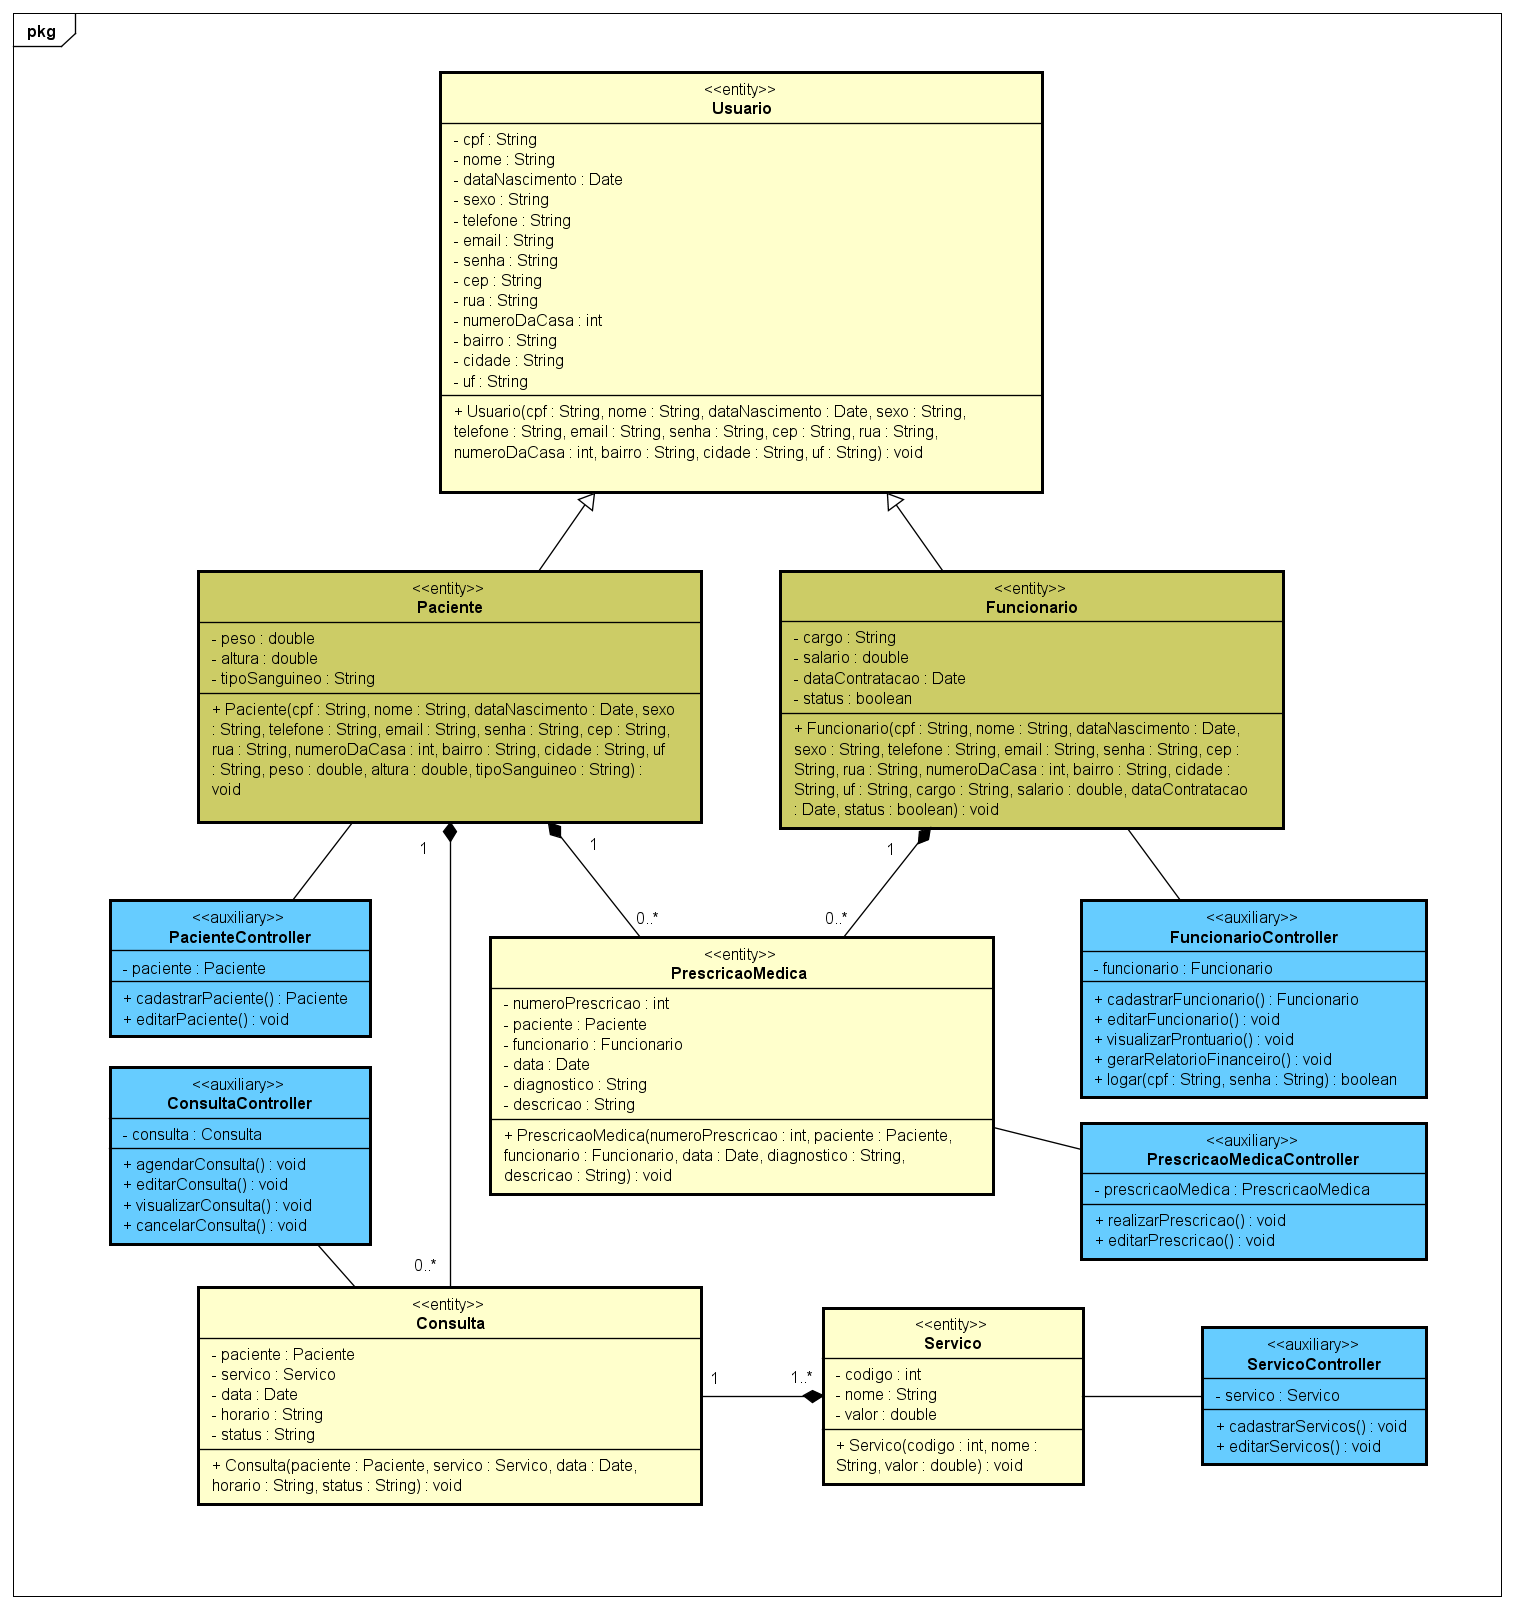 pkg
<<entity>>
Usuario
- cpf : String
- nome : String
- dataNascimento : Date
- sexo : String
- telefone : String
- email : String
- senha : String
- cep : String
- rua : String
- numeroDaCasa : int
- bairro : String
- cidade : String
- uf : String
+ Usuario(cpf : String, nome : String, dataNascimento : Date, sexo : String,
telefone : String, email : String, senha : String, cep : String, rua : String,
numeroDaCasa : int, bairro : String, cidade : String, uf : String) : void
<<entity>>
Paciente
- peso : double
- altura : double
- tipoSanguineo : String
+ Paciente(cpf : String, nome : String, dataNascimento : Date, sexo
: String, telefone : String, email : String, senha : String, cep : String,
rua : String, numeroDaCasa : int, bairro : String, cidade : String, uf
: String, peso : double, altura : double, tipoSanguineo : String) :
void
<<entity>>
Funcionario
- cargo : String
- salario : double
- dataContratacao : Date
- status : boolean
+ Funcionario(cpf : String, nome : String, dataNascimento : Date,
sexo : String, telefone : String, email : String, senha : String, cep :
String, rua : String, numeroDaCasa : int, bairro : String, cidade :
String, uf : String, cargo : String, salario : double, dataContratacao
: Date, status : boolean) : void
1
1
1
0..*
0..*
<<auxiliary>>
PacienteController
- paciente : Paciente
+ cadastrarPaciente() : Paciente
+ editarPaciente() : void
<<entity>>
PrescricaoMedica
- numeroPrescricao : int
- paciente : Paciente
- funcionario : Funcionario
- data : Date
- diagnostico : String
- descricao : String
+ PrescricaoMedica(numeroPrescricao : int, paciente : Paciente,
funcionario : Funcionario, data : Date, diagnostico : String,
descricao : String) : void
<<auxiliary>>
FuncionarioController
- funcionario : Funcionario
+ cadastrarFuncionario() : Funcionario
+ editarFuncionario() : void
+ visualizarProntuario() : void
+ gerarRelatorioFinanceiro() : void
+ logar(cpf : String, senha : String) : boolean
<<auxiliary>>
ConsultaController
- consulta : Consulta
+ agendarConsulta() : void
+ editarConsulta() : void
+ visualizarConsulta() : void
+ cancelarConsulta() : void
<<auxiliary>>
PrescricaoMedicaController
- prescricaoMedica : PrescricaoMedica
+ realizarPrescricao() : void
+ editarPrescricao() : void
0..*
<<entity>>
Consulta
- paciente : Paciente
- servico : Servico
- data : Date
- horario : String
- status : String
+ Consulta(paciente : Paciente, servico : Servico, data : Date,
horario : String, status : String) : void
1
1..*
<<entity>>
Servico
- codigo : int
- nome : String
- valor : double
+ Servico(codigo : int, nome :
String, valor : double) : void
<<auxiliary>>
ServicoController
- servico : Servico
+ cadastrarServicos() : void
+ editarServicos() : void